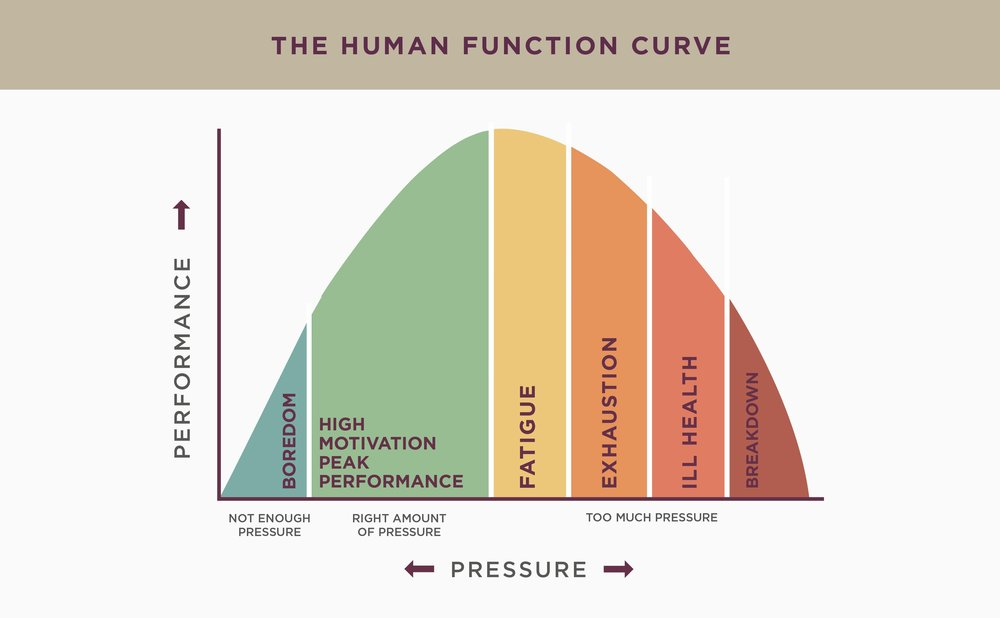 THE HUMAN FUNCTION CURVE
PERFORMANCE
BOREDOM
HIGH
MOTIVATION
PEAK
PERFORMANCE
FATIGUE
EXHAUSTION
ILL HEALTH
BREAKDOWN
NOT ENOUGH
PRESSURE
RIGHT AMOUNT
OF PRESSURE
TOO MUCH PRESSURE
PRESSURE